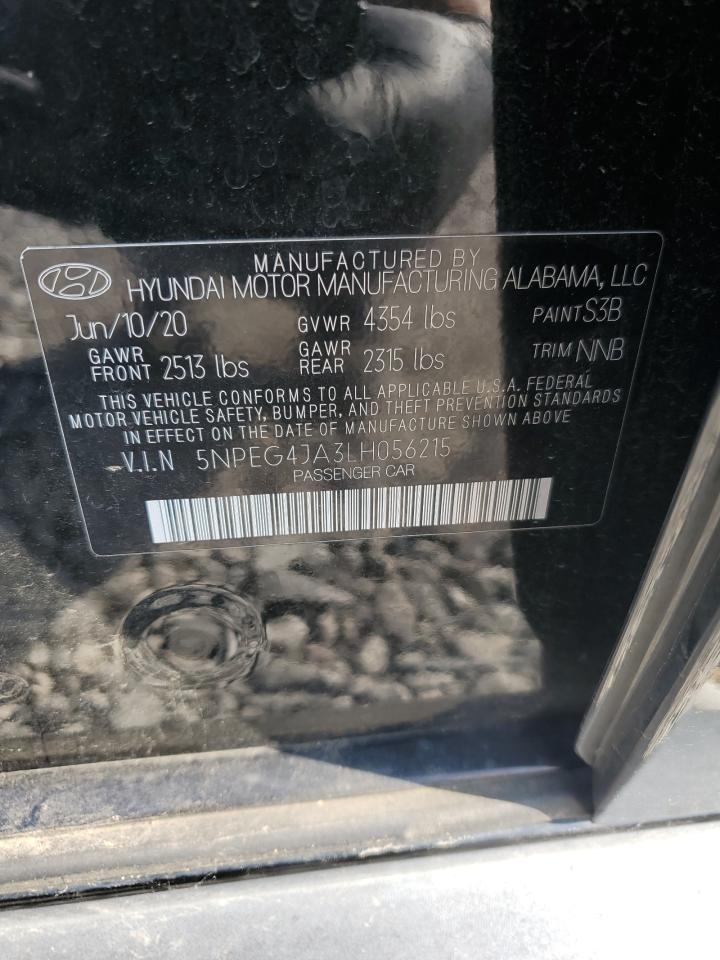 MANUFACTURED BY
HYUNDAI MOTOR MANUFACTURING ALABAMA, LLC
Jun/10/20 GVWR 4354 lbs PAINT S3B
GAWR FRONT 2513 lbs GAWR REAR 2315 lbs TRIM NNB
THIS VEHICLE CONFORMS TO ALL APPLICABLE U.S.A. FEDERAL
MOTOR VEHICLE SAFETY, BUMPER, AND THEFT PREVENTION STANDARDS
IN EFFECT ON THE DATE OF MANUFACTURE SHOWN ABOVE
V.I.N 5NPEG4JA3LH056215
PASSENGER CAR